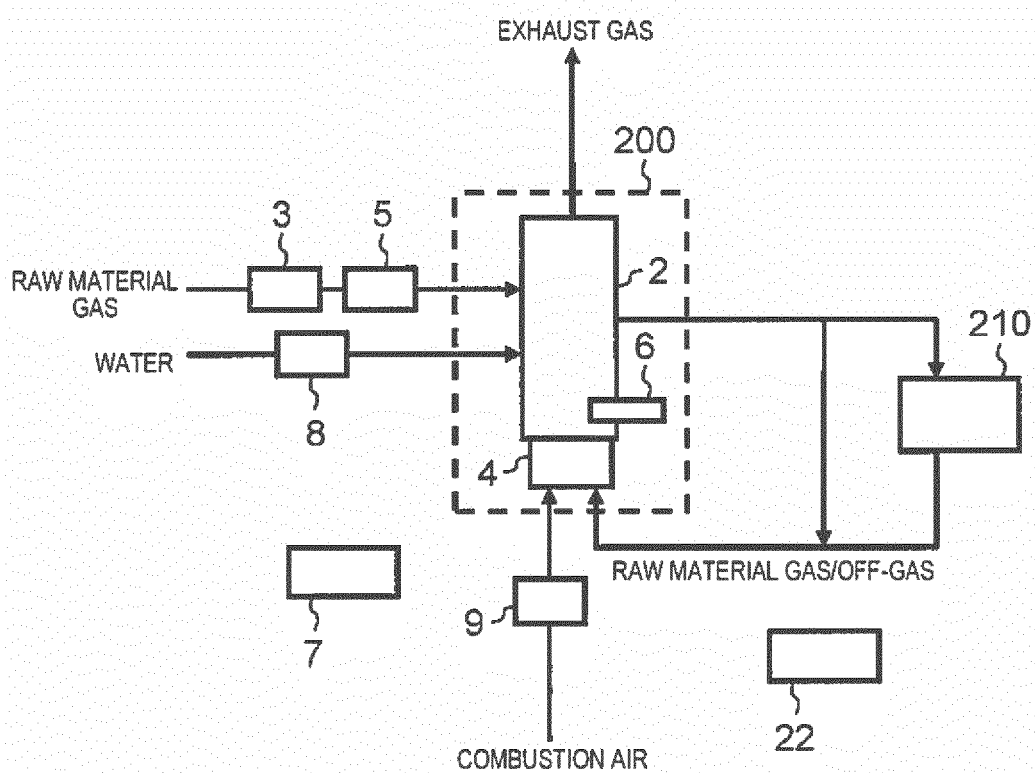 EXHAUST GAS
200
3
5
RAW MATERIAL
GAS
2
210
WATER
6
8
4
RAW MATERIAL GAS/OFF-GAS
9
7
22
COMBUSTION AIR